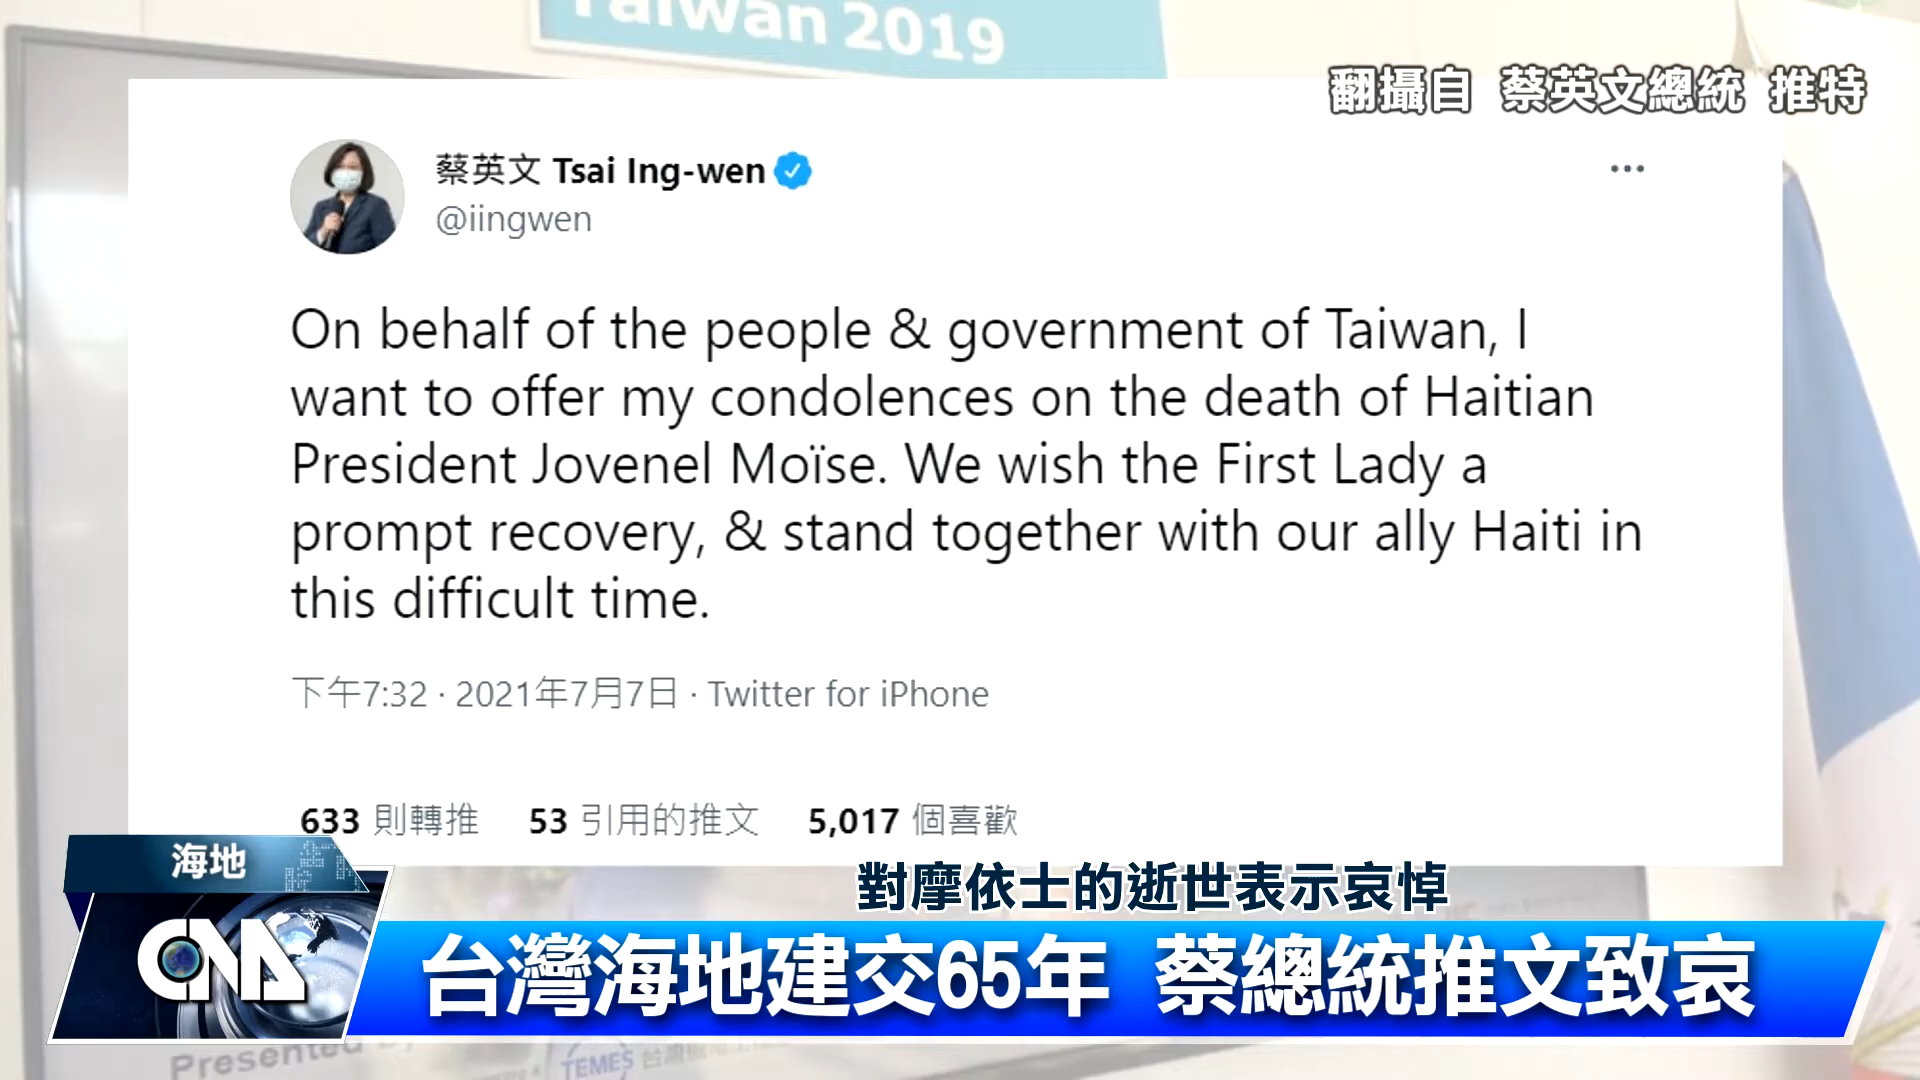 Taiwan 2019
翻攝自 蔡英文總統 推特
蔡英文 Tsai Ing-wen
@iingwen
On behalf of the people & government of Taiwan, I
want to offer my condolences on the death of Haitian
President Jovenel Moïse. We wish the First Lady a
prompt recovery, & stand together with our ally Haiti in
this difficult time.
下午7:32 · 2021年7月7日 · Twitter for iPhone
633 則轉推 53 引用的推文 5,017 個喜歡
海地
對摩依士的逝世表示哀悼
CNA
台灣海地建交65年 蔡總統推文致哀
Presented by
TEMES 台灣